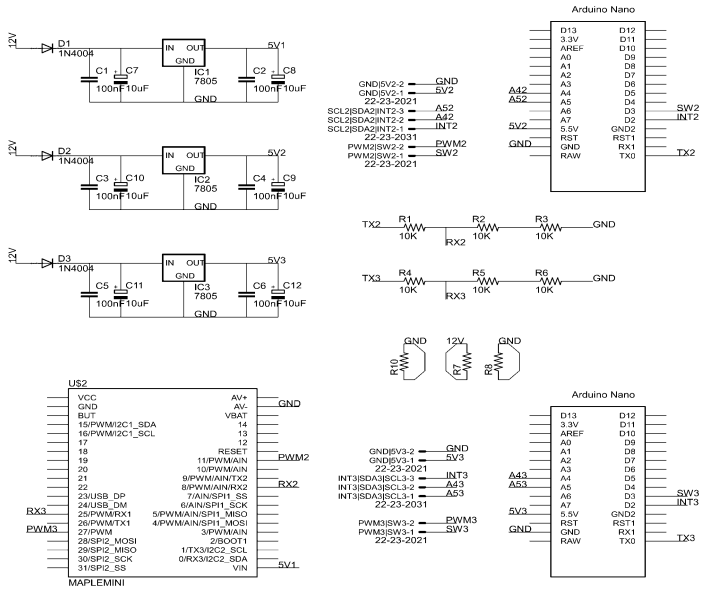 Arduino Nano
12V
D1
1N4004
IN OUT
GND
IC1
7805
5V1
C1
100nF
C7
10uF
C2
100nF
C8
10uF
GND
12V
D2
1N4004
IN OUT
GND
IC2
7805
5V2
C3
100nF
C10
10uF
C4
100nF
C9
10uF
GND
12V
D3
1N4004
IN OUT
GND
IC3
7805
5V3
C5
100nF
C11
10uF
C6
100nF
C12
10uF
GND
GND|5V2-2 GND
GND|5V2-1 5V2
22-23-2021
SCL2|SDA2|INT2-3 A52
SCL2|SDA2|INT2-2 A42
SCL2|SDA2|INT2-1 INT2
22-23-2031
PWM2|SW2-2 PWM2
PWM2|SW2-1 SW2
22-23-2021
D13 D12
3.3V D11
AREF D10
A0 D9
A1 D8
A2 D7
A3 D6
A42 A4 D5
A52 A5 D4
A6 D3 SW2
A7 D2 INT2
5V2 5.5V GND2
RST RST1
GND GND RX1
RAW TX0 TX2
TX2 R1 R2 R3 GND
10K 10K 10K
RX2
TX3 R4 R5 R6 GND
10K 10K 10K
RX3
GND 12V GND
R10 R7 R8
U$2
VCC AV+
GND AV- GND
BUT VBAT
15/PWM/I2C1_SDA 14
16/PWM/I2C1_SCL 13
17 12
18 RESET
19 11/PWM/AIN PWM2
20 10/PWM/AIN
21 9/PWM/AIN/TX2
22 8/PWM/AIN/RX2 RX2
23/USB_DP 7/AIN/SPI1_SS
24/USB_DM 6/AIN/SPI1_SCK
RX3 25/PWM/RX1 5/PWM/AIN/SPI1_MISO
26/PWM/TX1 4/PWM/AIN/SPI1_MOSI
PWM3 27/PWM 3/PWM/AIN
28/SPI2_MOSI 2/BOOT1
29/SPI2_MISO 1/TX3/I2C2_SCL
30/SPI2_SCK 0/RX3/I2C2_SDA
31/SPI2_SS VIN 5V1
MAPLEMINI
Arduino Nano
GND|5V3-2 GND
GND|5V3-1 5V3
22-23-2021
INT3|SDA3|SCL3-3 INT3
INT3|SDA3|SCL3-2 A43
INT3|SDA3|SCL3-1 A53
22-23-2031
PWM3|SW3-2 PWM3
PWM3|SW3-1 SW3
22-23-2021
D13 D12
3.3V D11
AREF D10
A0 D9
A1 D8
A2 D7
A3 D6
A43 A4 D5
A53 A5 D4
A6 D3 SW3
A7 D2 INT3
5V3 5.5V GND2
RST RST1
GND GND RX1
RAW TX0 TX3